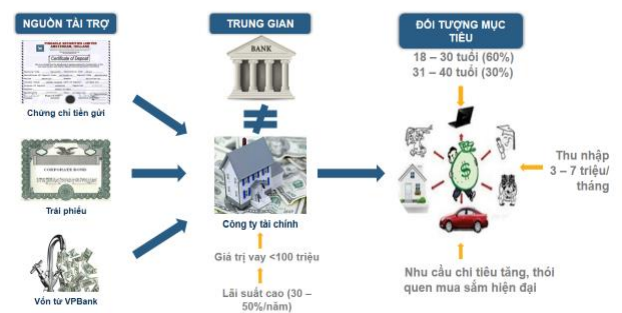 NGUỒN TÀI TRỢ
TRUNG GIAN
ĐỐI TƯỢNG MỤC
TIÊU
18 – 30 tuổi (60%)
31 – 40 tuổi (30%)
Certificate of Deposit
Chứng chỉ tiền gửi
BANK
≠
CORPORATE BOND
Trái phiếu
Công ty tài chính
Thu nhập
3 – 7 triệu/
tháng
Giá trị vay <100 triệu
Lãi suất cao (30 –
50%/năm)
Nhu cầu chi tiêu tăng, thói
quen mua sắm hiện đại
Vốn từ VPBank